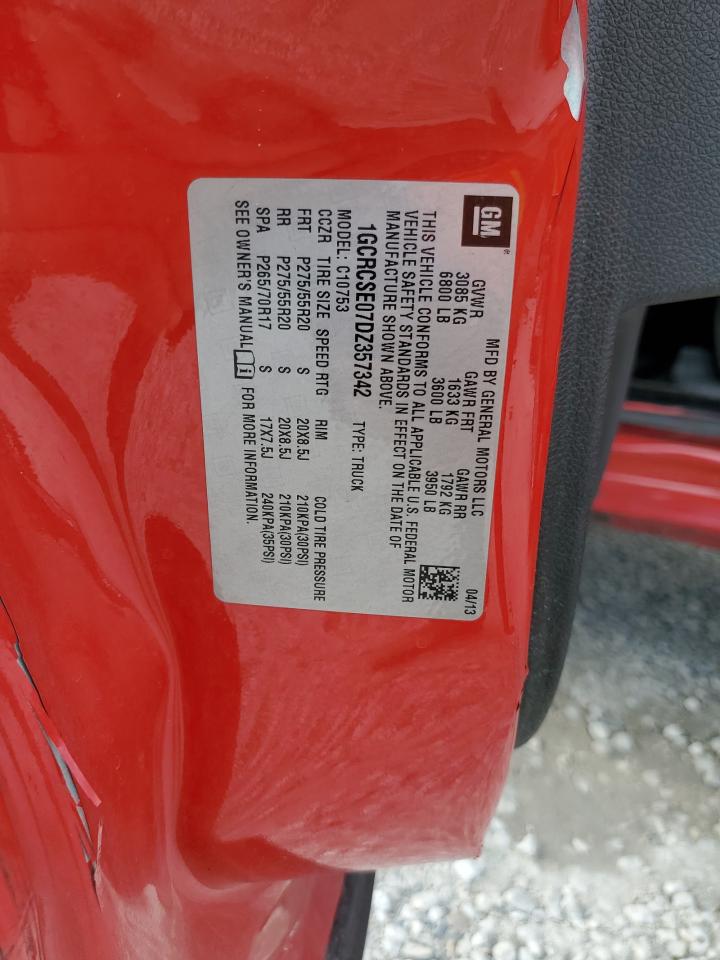 GM®
MFD BY GENERAL MOTORS LLC 04/13
GVWR GAWR FRT GAWR RR
3085 KG 1633 KG 1792 KG
6800 LB 3600 LB 3950 LB
THIS VEHICLE CONFORMS TO ALL APPLICABLE U.S. FEDERAL MOTOR
VEHICLE SAFETY STANDARDS IN EFFECT ON THE DATE OF
MANUFACTURE SHOWN ABOVE.
1GCRCSE07DZ357342 TYPE: TRUCK
MODEL: C10753
CCZR TIRE SIZE SPEED RTG RIM COLD TIRE PRESSURE
FRT P275/55R20 S 20X8.5J 210KPA(30PSI)
RR P275/55R20 S 20X8.5J 210KPA(30PSI)
SPA P265/70R17 S 17X7.5J 240KPA(35PSI)
SEE OWNER'S MANUAL i FOR MORE INFORMATION.